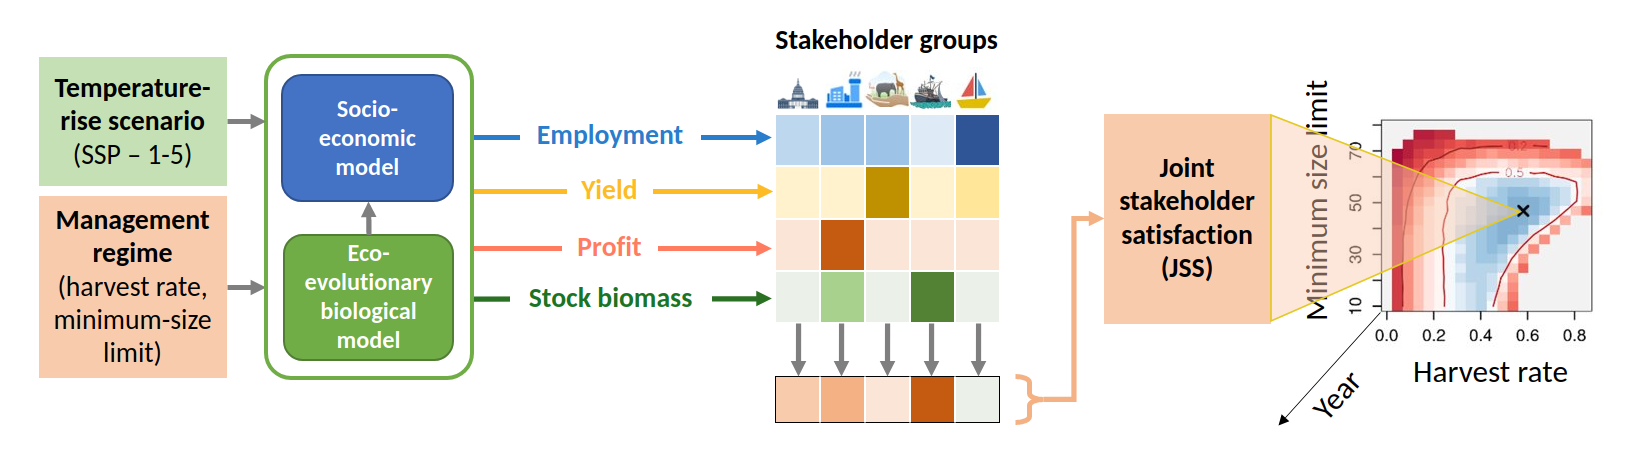 Temperature-
rise scenario
(SSP – 1-5)
Management
regime
(harvest rate,
minimum-size
limit)
Socio-
economic
model
Eco-
evolutionary
biological
model
Employment
Yield
Profit
Stock biomass
Stakeholder groups
Joint
stakeholder
satisfaction
(JSS)
Minimum size limit
70
50
30
10
0.2
0.5
×
0.0 0.2 0.4 0.6 0.8
Harvest rate
Year